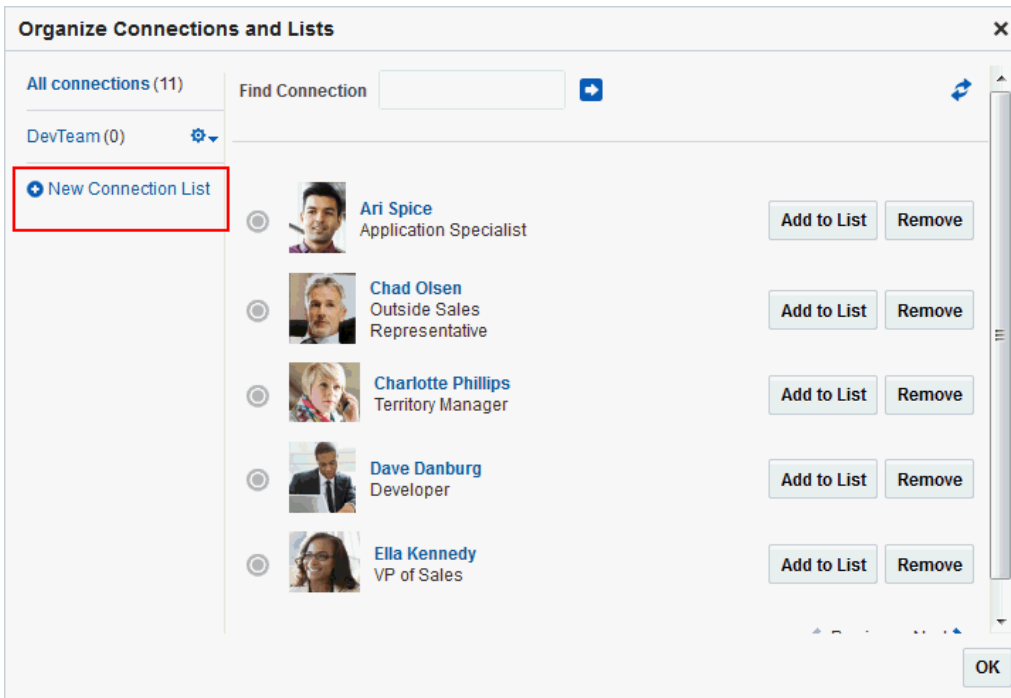 Organize Connections and Lists
All connections (11)
Find Connection
DevTeam (0)
New Connection List
Ari Spice
Application Specialist
Add to List
Remove
Chad Olsen
Outside Sales
Representative
Add to List
Remove
Charlotte Phillips
Territory Manager
Add to List
Remove
Dave Danburg
Developer
Add to List
Remove
Ella Kennedy
VP of Sales
Add to List
Remove
OK